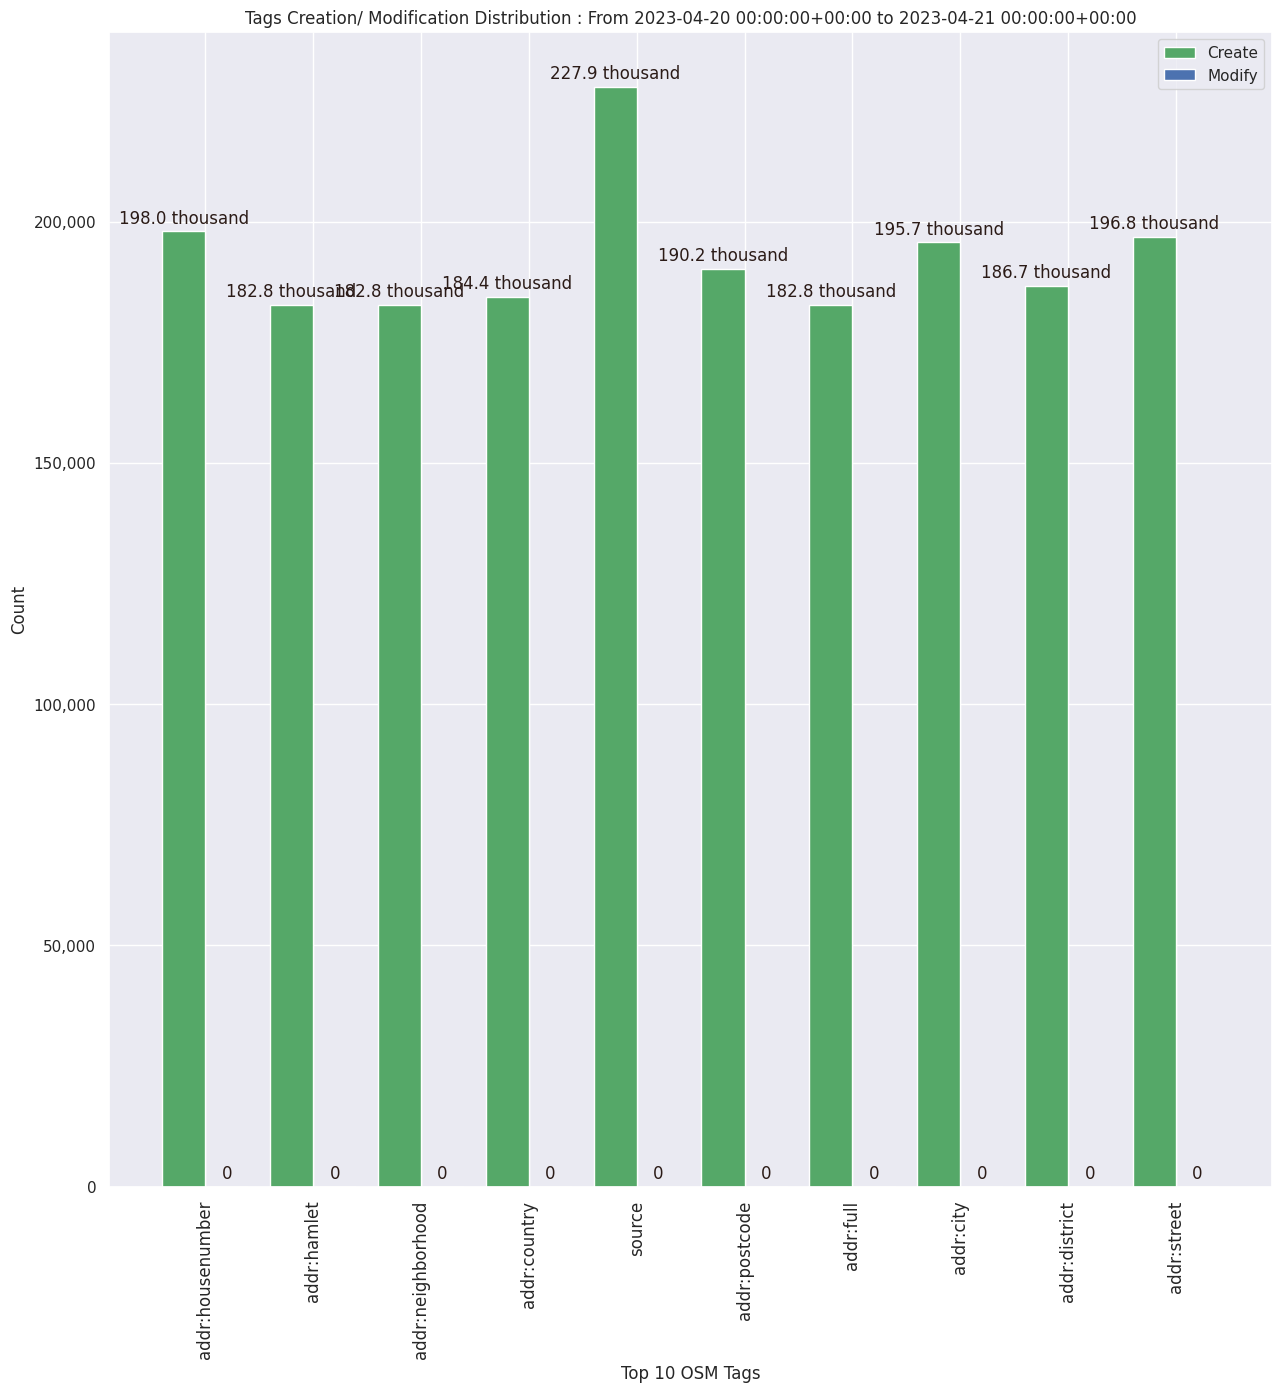 Tags Creation/ Modification Distribution : From 2023-04-20 00:00:00+00:00 to 2023-04-21 00:00:00+00:00
Create
Modify
227.9 thousand
198.0 thousand
182.8 thousand
182.8 thousand
184.4 thousand
190.2 thousand
182.8 thousand
195.7 thousand
186.7 thousand
196.8 thousand
200,000
150,000
100,000
50,000
0
Count
0
0
0
0
0
0
0
0
0
0
addr:housenumber
addr:hamlet
addr:neighborhood
addr:country
source
addr:postcode
addr:full
addr:city
addr:district
addr:street
Top 10 OSM Tags